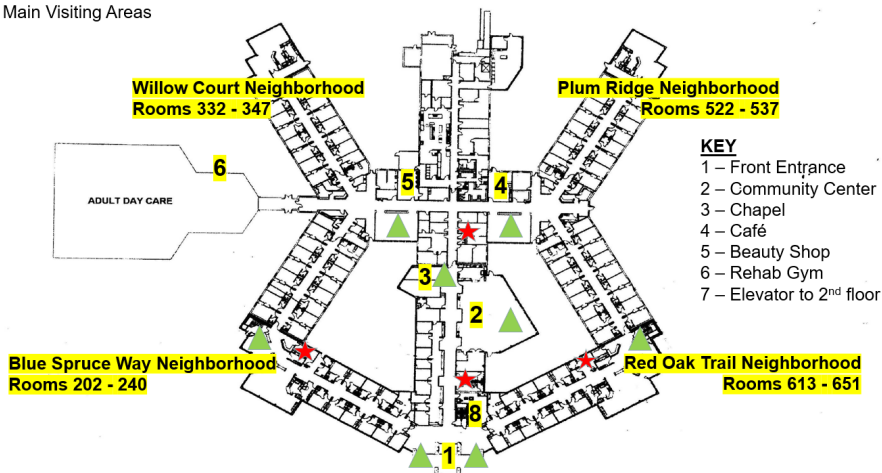 Main Visiting Areas
Willow Court Neighborhood
Rooms 332 - 347
Plum Ridge Neighborhood
Rooms 522 - 537
KEY
1 – Front Entrance
2 – Community Center
3 – Chapel
4 – Café
5 – Beauty Shop
6 – Rehab Gym
7 – Elevator to 2nd floor
6
5
4
ADULT DAY CARE
3
2
Blue Spruce Way Neighborhood
Rooms 202 - 240
Red Oak Trail Neighborhood
Rooms 613 - 651
8
1